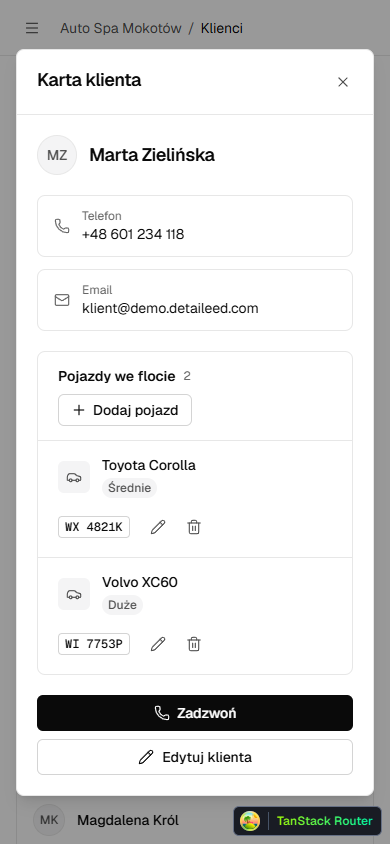 Auto Spa Mokotów / Klienci
Karta klienta
MZ
Marta Zielińska
Telefon
+48 601 234 118
Email
klient@demo.detaileed.com
Pojazdy we flocie 2
Dodaj pojazd
Toyota Corolla
Średnie
WX 4821K
Volvo XC60
Duże
WI 7753P
Zadzwoń
Edytuj klienta
MK
Magdalena Król
TanStack Router